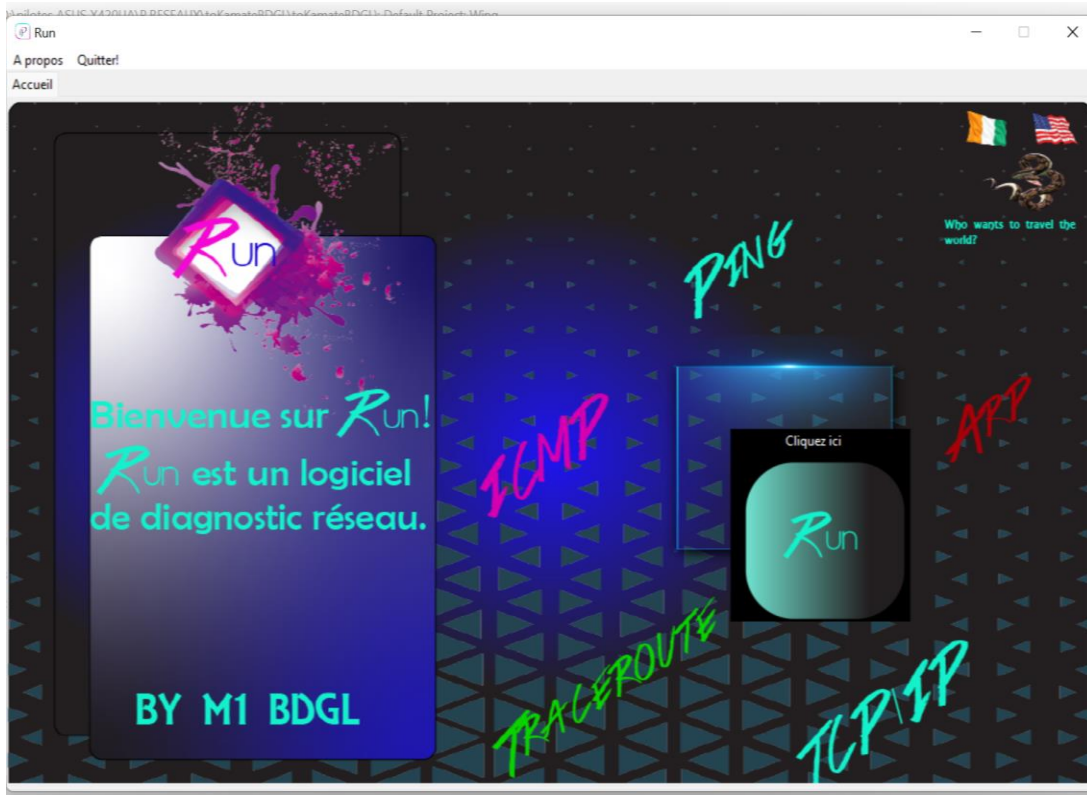 Run
A propos Quitter!
Accueil
Run
Bienvenue sur Run!
Run est un logiciel
de diagnostic réseau.
BY M1 BDGL
PING
ICMP
ARP
TRACEROUTE
TCP\IP
Cliquez ici
Run
Who wants to travel the
world?